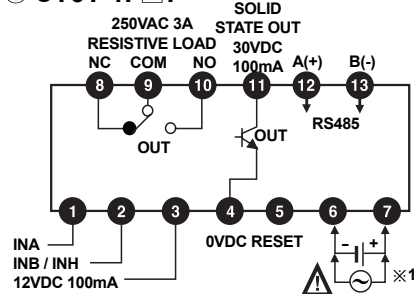 250VAC 3A
RESISTIVE LOAD
NC COM NO
SOLID
STATE OUT
30VDC
100mA
A(+) B(-)
8 9 10 11 12 13
RS485
OUT
OUT
1 2 3 4 5 6 7
INA
INB / INH
12VDC 100mA
0VDC RESET
- +
※1